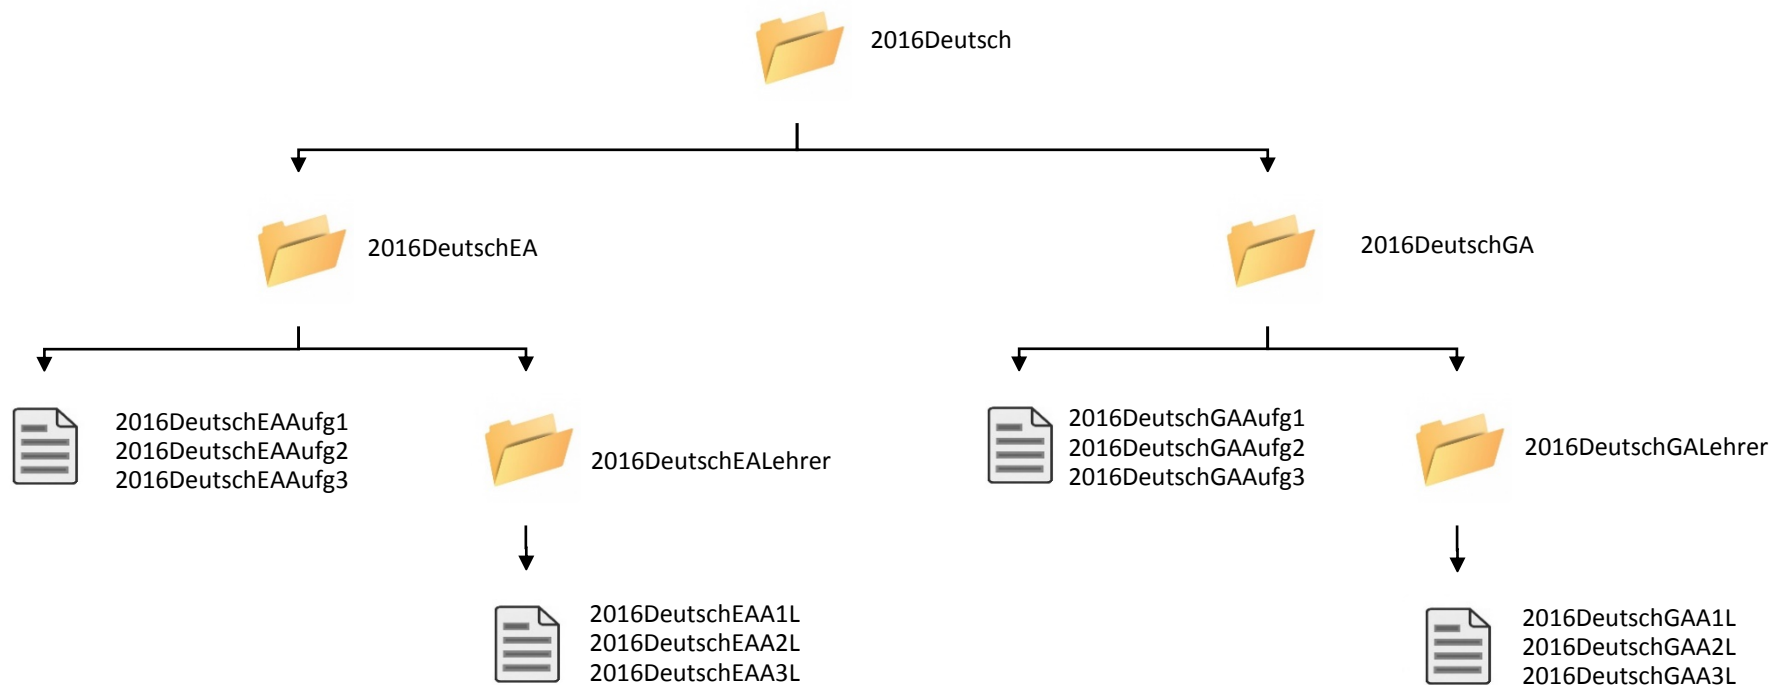 2016Deutsch
2016DeutschEA
2016DeutschGA
2016DeutschEAAufg1
2016DeutschEAAufg2
2016DeutschEAAufg3
2016DeutschEALehrer
2016DeutschGAAufg1
2016DeutschGAAufg2
2016DeutschGAAufg3
2016DeutschGALehrer
2016DeutschEAA1L
2016DeutschEAA2L
2016DeutschEAA3L
2016DeutschGAA1L
2016DeutschGAA2L
2016DeutschGAA3L